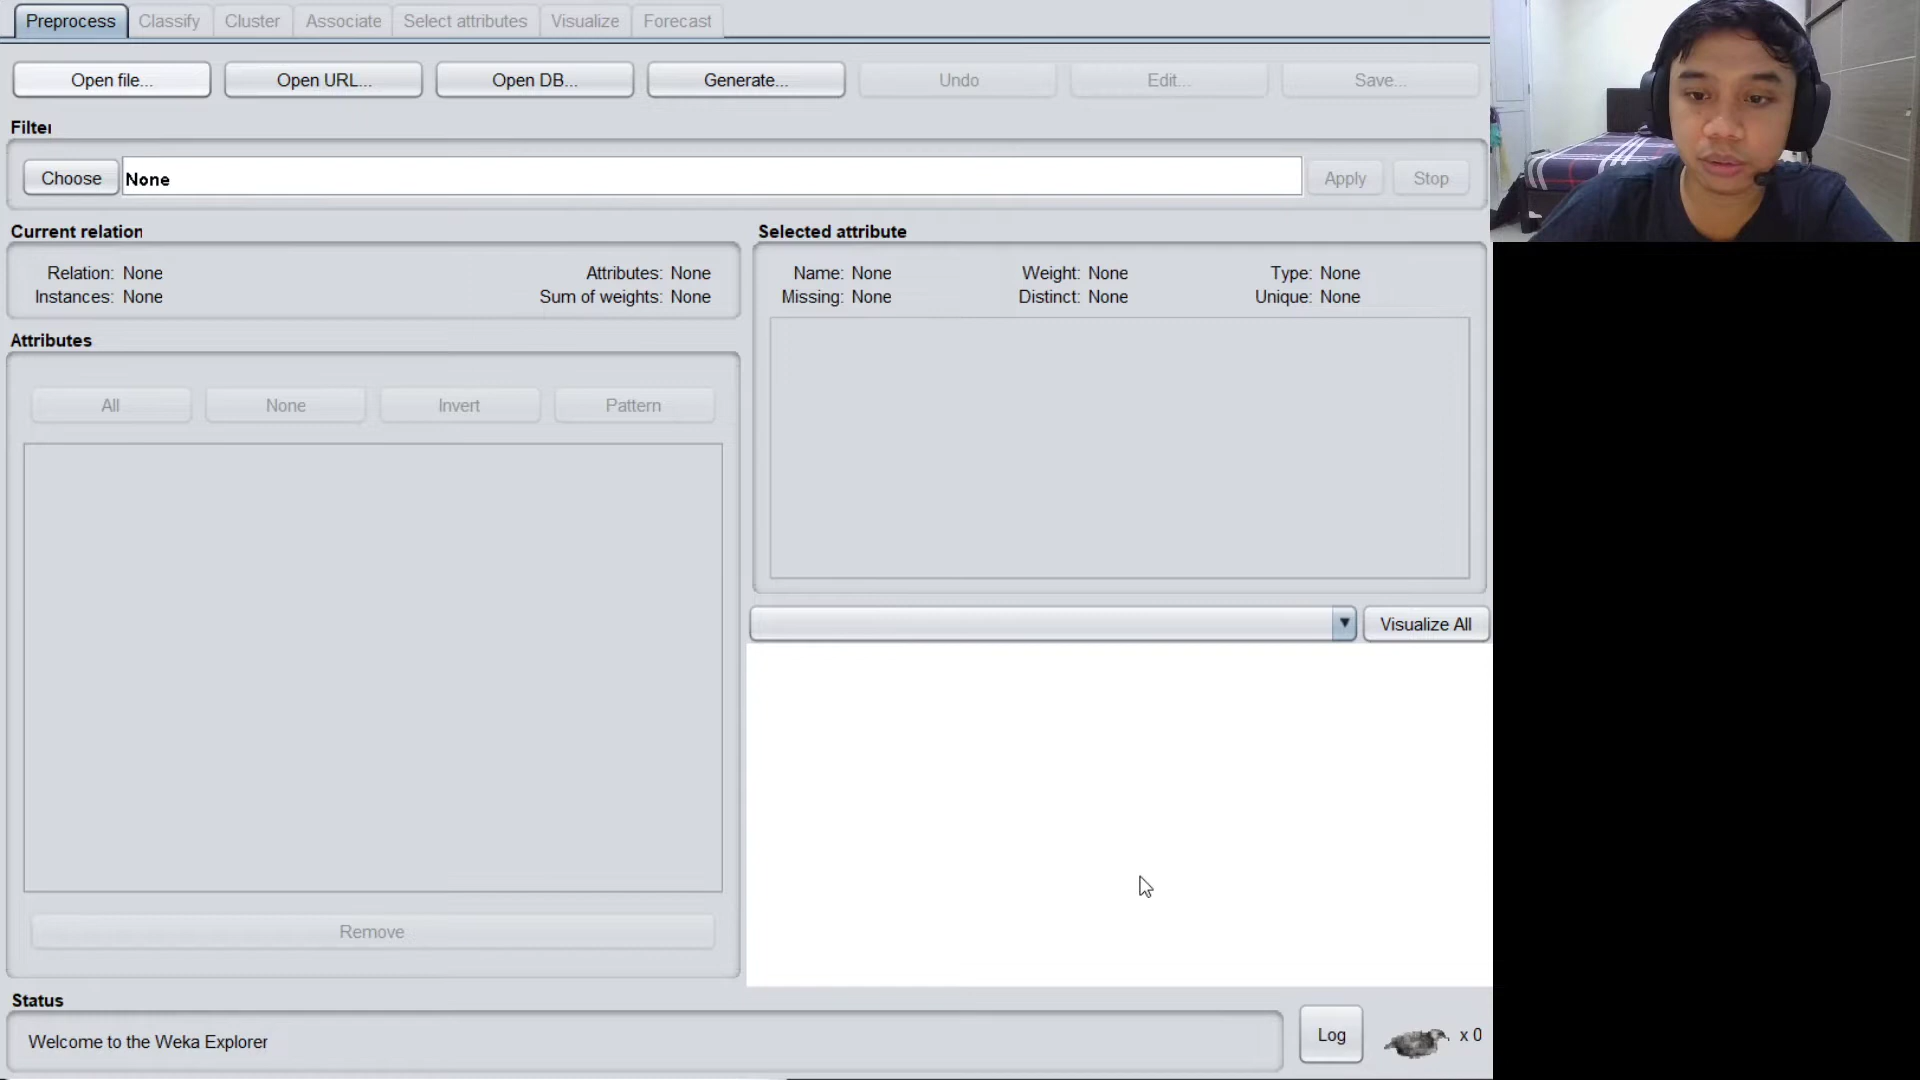 Preprocess Classify Cluster Associate Select attributes Visualize Forecast
Open file... Open URL... Open DB... Generate... Undo Edit... Save...
Filter
Choose None Apply Stop
Current relation
Relation: None Attributes: None
Instances: None Sum of weights: None
Attributes
All None Invert Pattern
Remove
Selected attribute
Name: None Weight: None Type: None
Missing: None Distinct: None Unique: None
Visualize All
Status
Welcome to the Weka Explorer
Log x 0